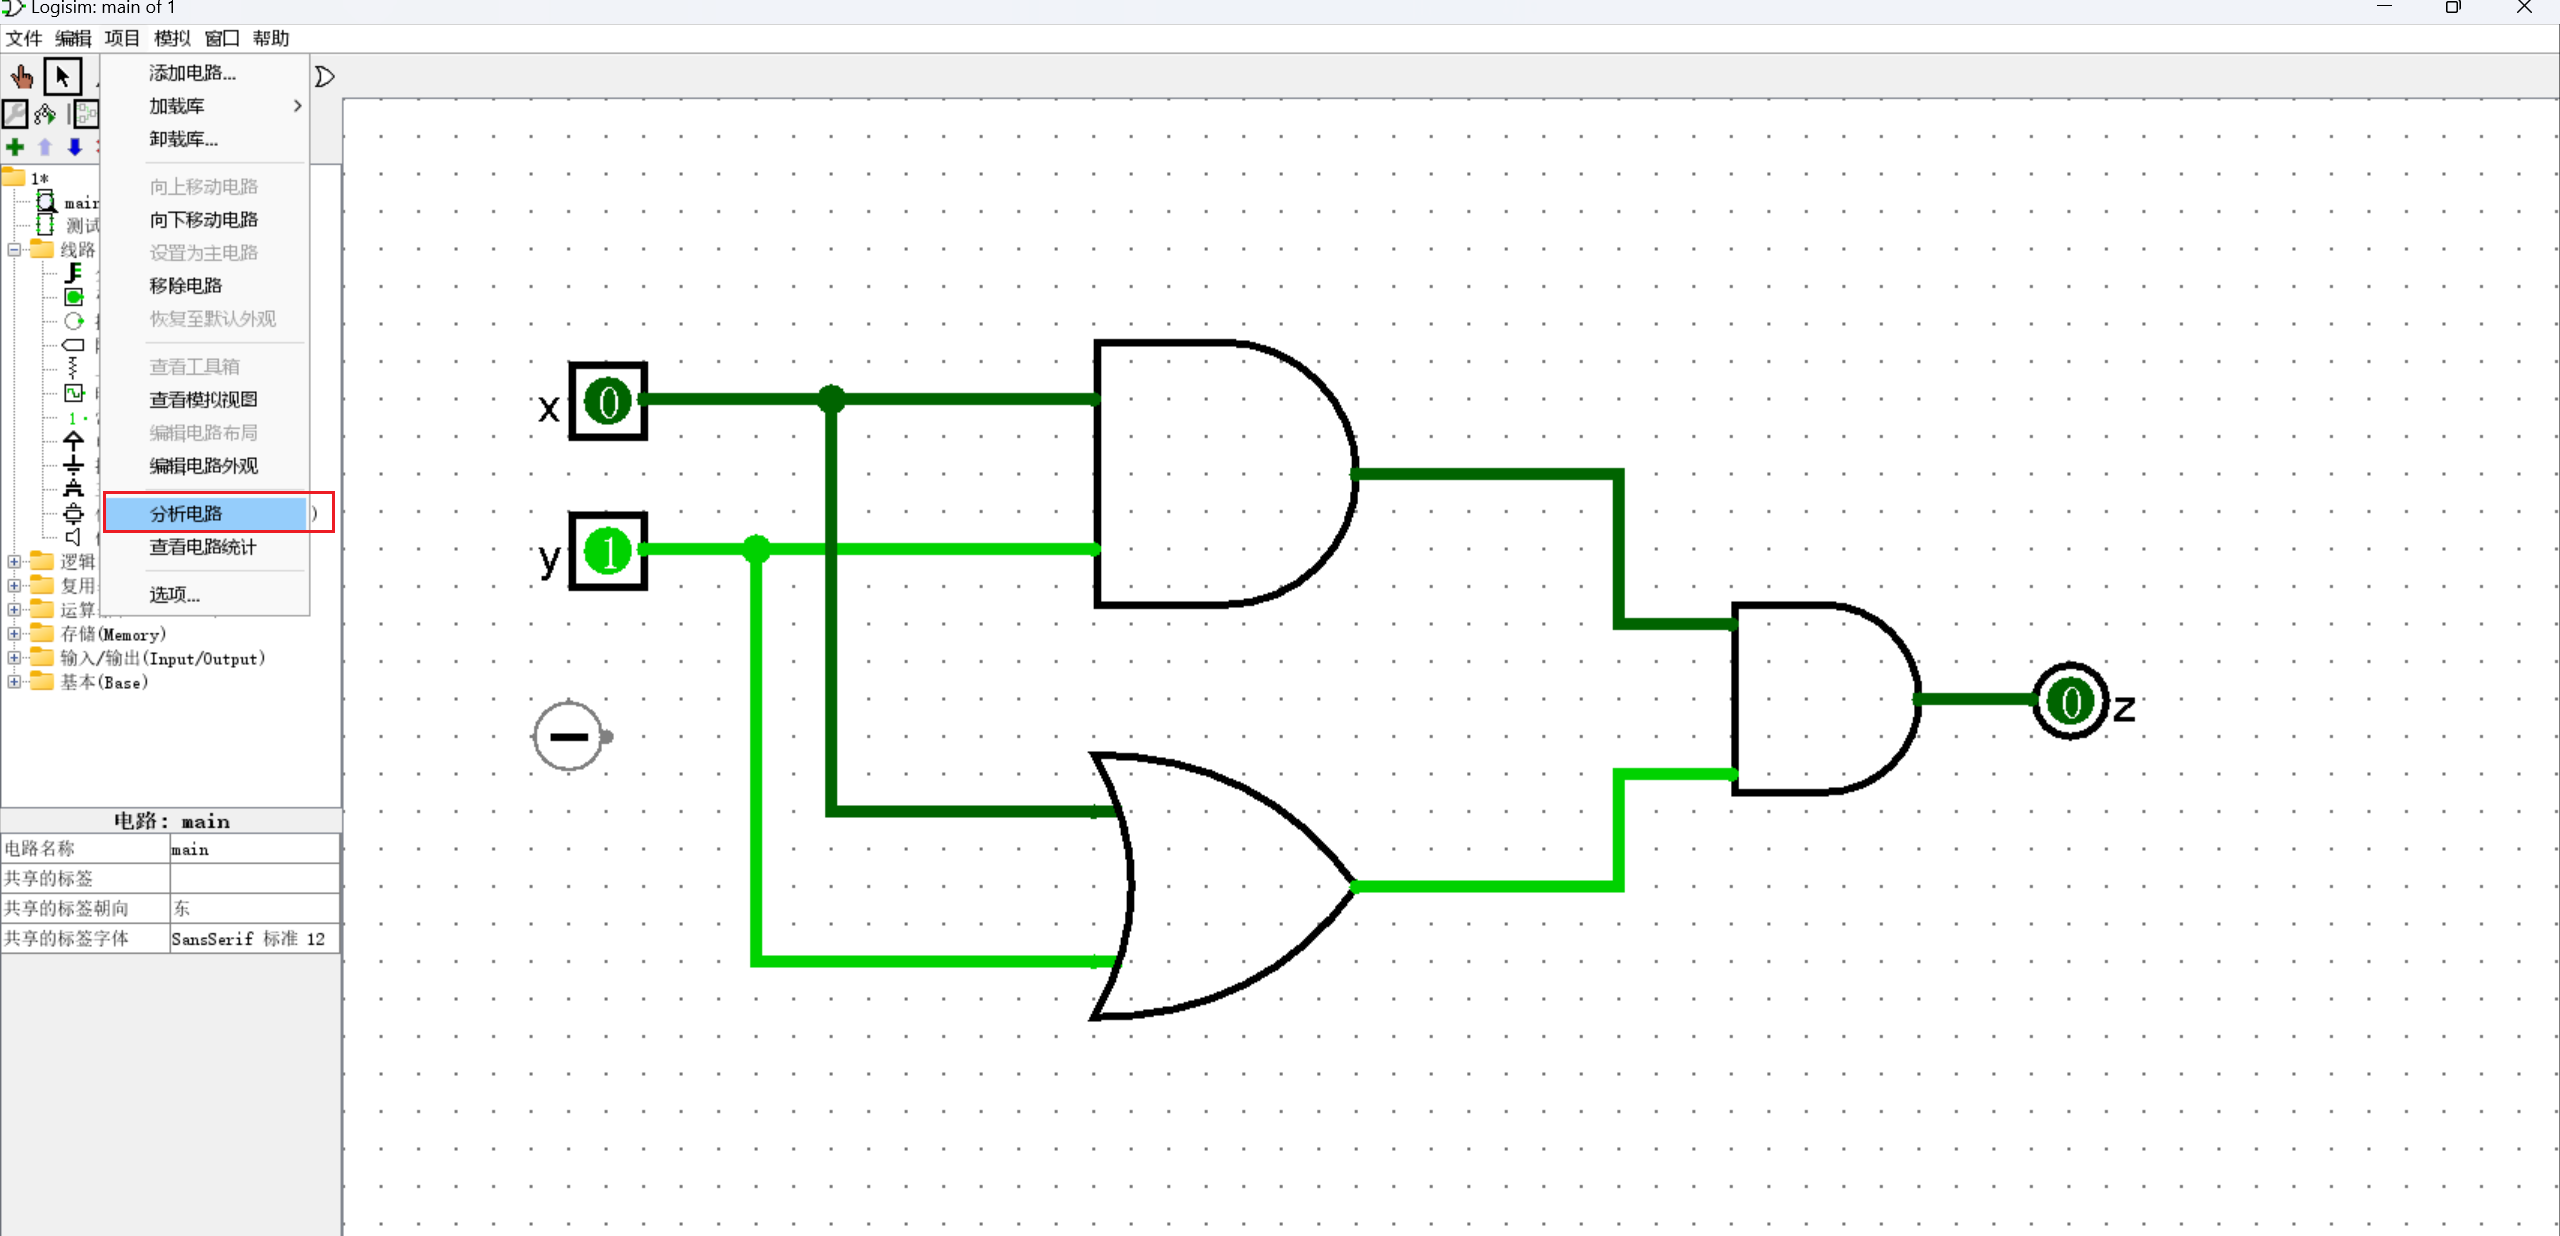 Logisim: main of 1
文件 编辑 项目 模拟 窗口 帮助
添加电路...
加载库
卸载库...
向上移动电路
向下移动电路
设置为主电路
移除电路
恢复至默认外观
查看工具箱
查看模拟视图
编辑电路布局
编辑电路外观
分析电路
)
查看电路统计
选项...
1*
main
测试
线路
1
逻辑
复用
运算
存储(Memory)
输入/输出(Input/Output)
基本(Base)
电路: main
电路名称 main
共享的标签
共享的标签朝向 东
共享的标签字体 SansSerif 标准 12
x 0
y 1
0 z